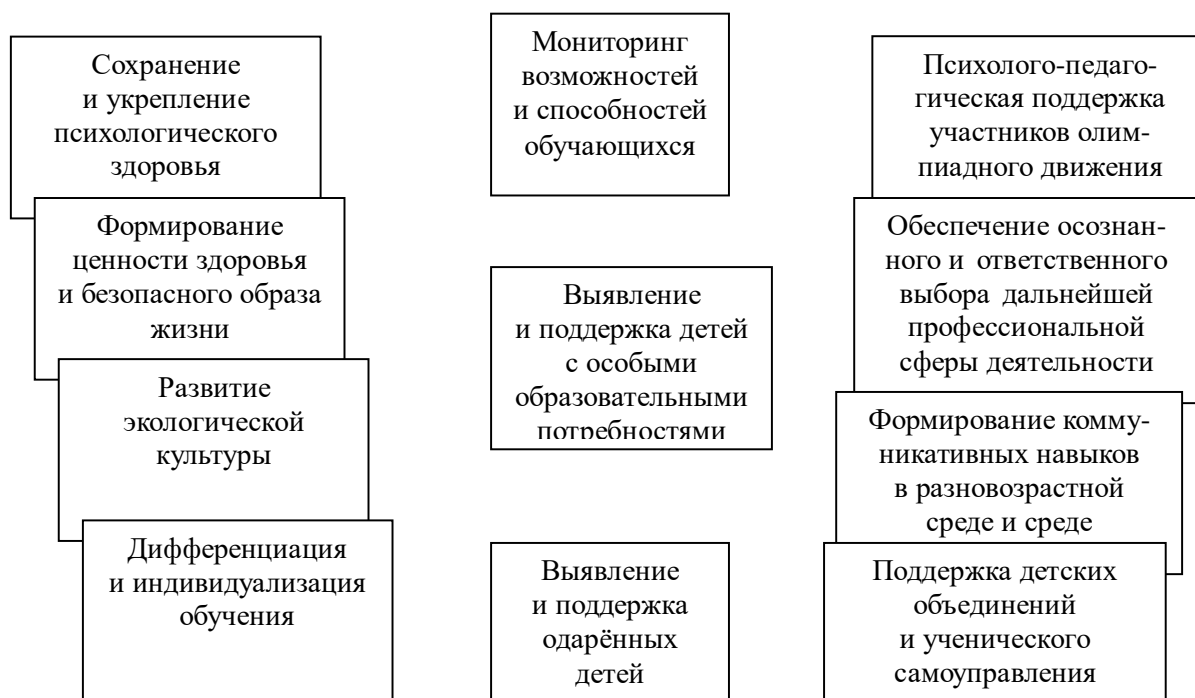 Сохранение
и укрепление
психологического
здоровья
Формирование
ценности здоровья
и безопасного образа
жизни
Развитие
экологической
культуры
Дифференциация
и индивидуализация
обучения
Мониторинг
возможностей
и способностей
обучающихся
Выявление
и поддержка детей
с особыми
образовательными
потребностями
Выявление
и поддержка
одарённых
детей
Психолого-педаго-
гическая поддержка
участников олим-
пиадного движения
Обеспечение осознан-
ного и ответственного
выбора дальнейшей
профессиональной
сферы деятельности
Формирование комму-
никативных навыков
в разновозрастной
среде и среде
Поддержка детских
объединений
и ученического
самоуправления